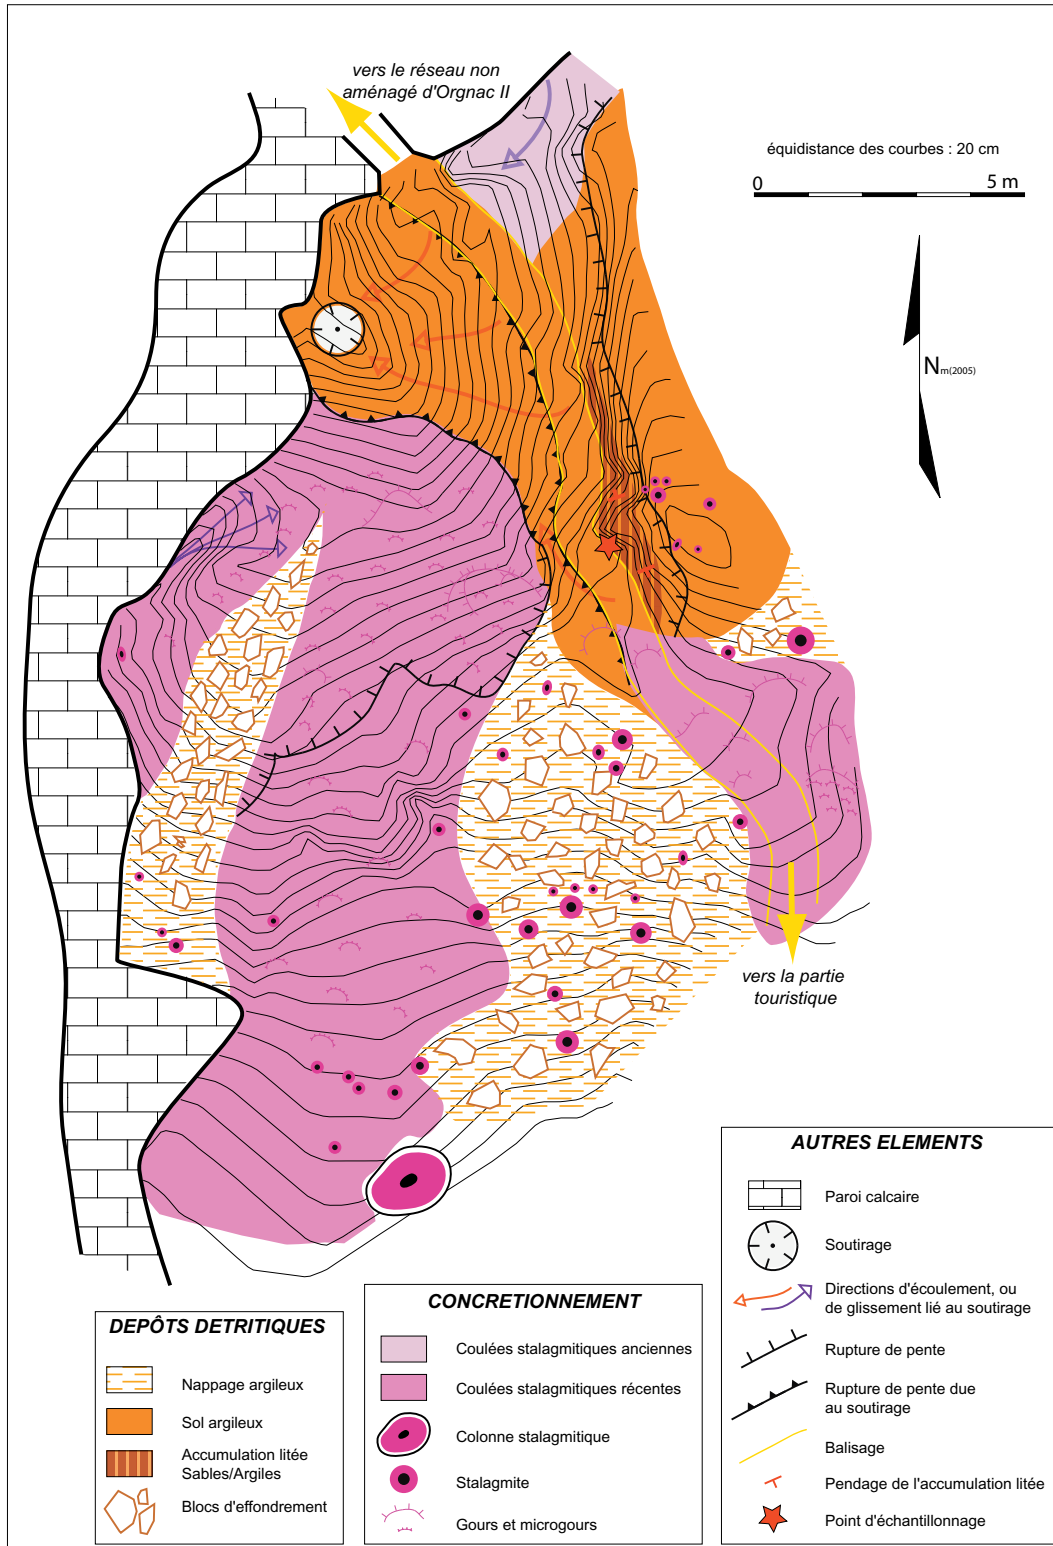 vers le réseau non
aménagé d'Orgnac II
équidistance des courbes : 20 cm
0
5 m
Nm(2005)
vers la partie
touristique
DEPÔTS DETRITIQUES
Nappage argileux
Sol argileux
Accumulation litée
Sables/Argiles
Blocs d'effondrement
CONCRETIONNEMENT
Coulées stalagmitiques anciennes
Coulées stalagmitiques récentes
Colonne stalagmitique
Stalagmite
Gours et microgours
AUTRES ELEMENTS
Paroi calcaire
Soutirage
Directions d'écoulement, ou
de glissement lié au soutirage
Rupture de pente
Rupture de pente due
au soutirage
Balisage
Pendage de l'accumulation litée
Point d'échantillonnage